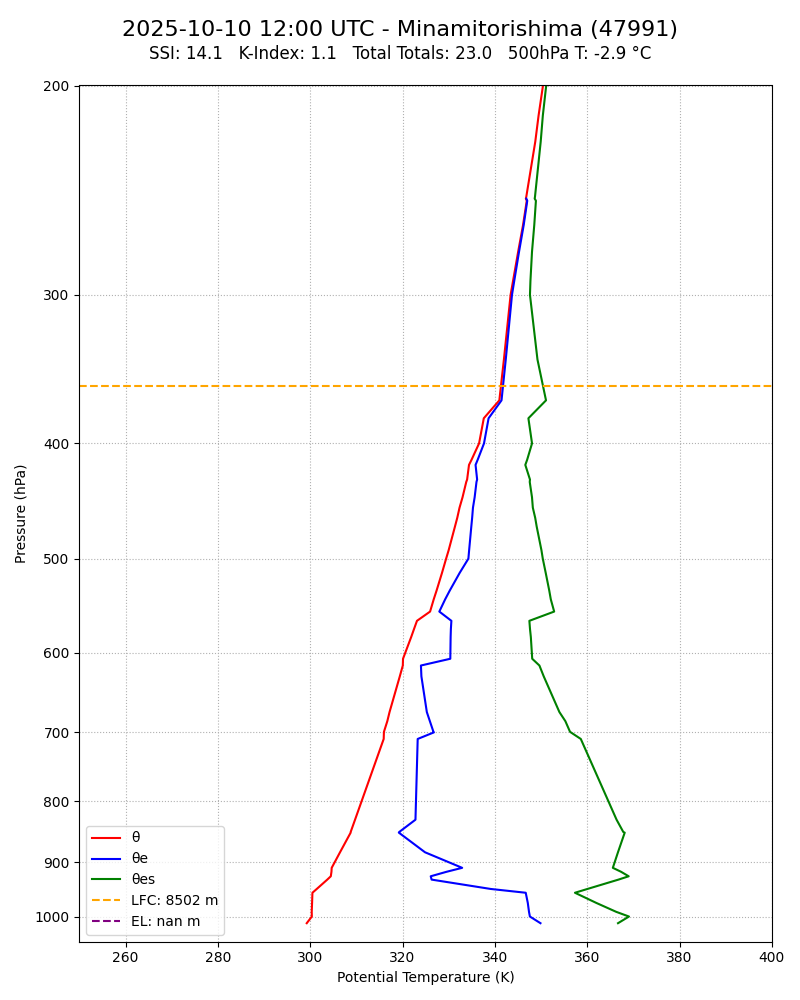 2025-10-10 12:00 UTC - Minamitorishima (47991)
SSI: 14.1   K-Index: 1.1   Total Totals: 23.0   500hPa T: -2.9 °C
200
300
400
500
600
700
800
900
1000
Pressure (hPa)
θ
θe
θes
LFC: 8502 m
EL: nan m
260 280 300 320 340 360 380 400
Potential Temperature (K)